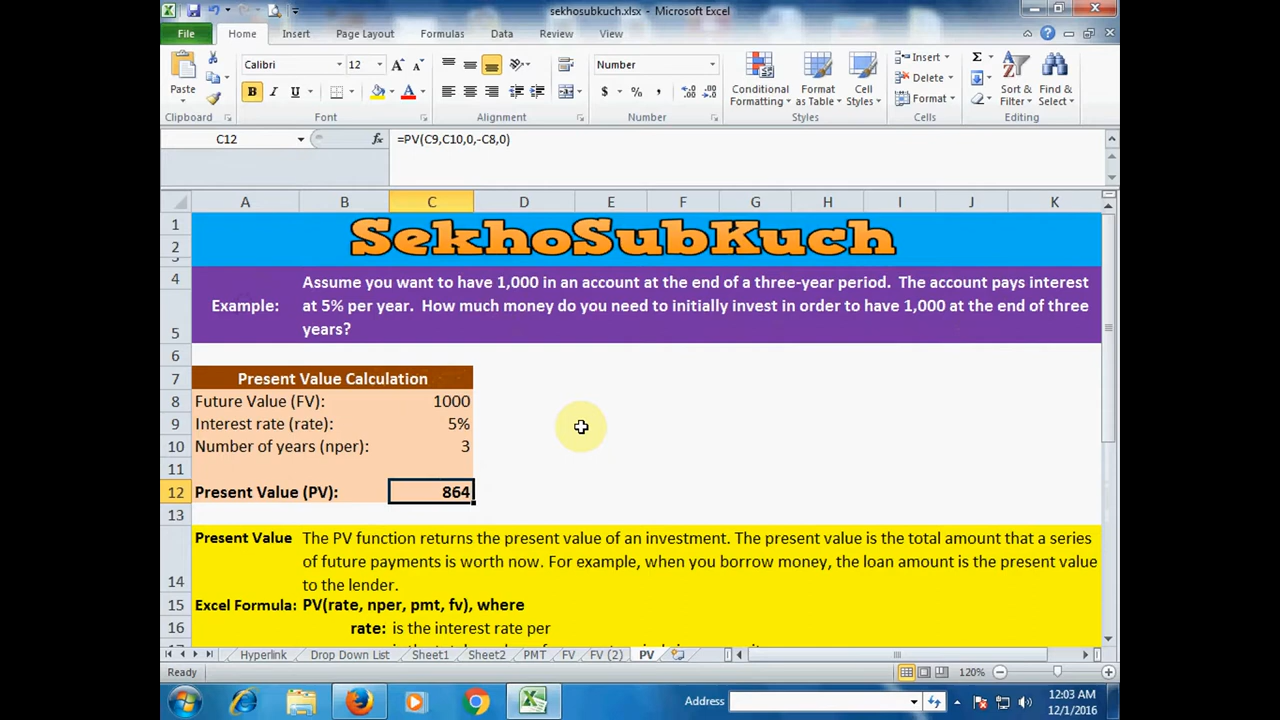 sekhosubkuch.xlsx - Microsoft Excel
File Home Insert Page Layout Formulas Data Review View
Paste
Calibri 12
B I U A A
Number
$ % ,
Conditional Formatting
Format as Table
Cell Styles
Insert
Delete
Format
Σ
Sort & Filter
Find & Select
Clipboard Font Alignment Number Styles Cells Editing
C12 fx =PV(C9,C10,0,-C8,0)
A B C D E F G H I J K
1
2
3
SekhoSubKuch
4
5
Example:
Assume you want to have 1,000 in an account at the end of a three-year period. The account pays interest
at 5% per year. How much money do you need to initially invest in order to have 1,000 at the end of three
years?
6
7 Present Value Calculation
8 Future Value (FV): 1000
9 Interest rate (rate): 5%
10 Number of years (nper): 3
11
12 Present Value (PV): 864
13
14 Present Value The PV function returns the present value of an investment. The present value is the total amount that a series
of future payments is worth now. For example, when you borrow money, the loan amount is the present value
to the lender.
15 Excel Formula: PV(rate, nper, pmt, fv), where
16 rate: is the interest rate per
Hyperlink Drop Down List Sheet1 Sheet2 PMT FV FV (2) PV
Ready 120%
Address 12:03 AM
12/1/2016